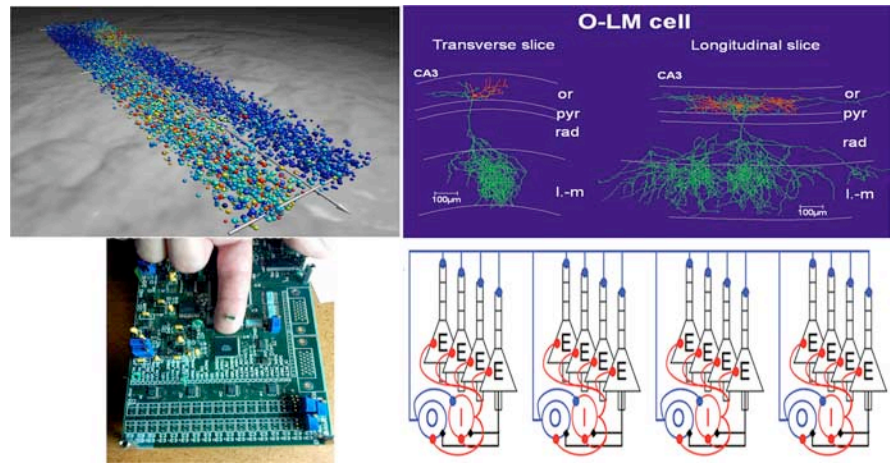 O-LM cell
Transverse slice
Longitudinal slice
CA3
or
pyr
rad
l.-m
100µm
CA3
or
pyr
rad
l.-m
100µm
E E E E
E E E E
E E E E
E E E E
O I
O I
O I
O I